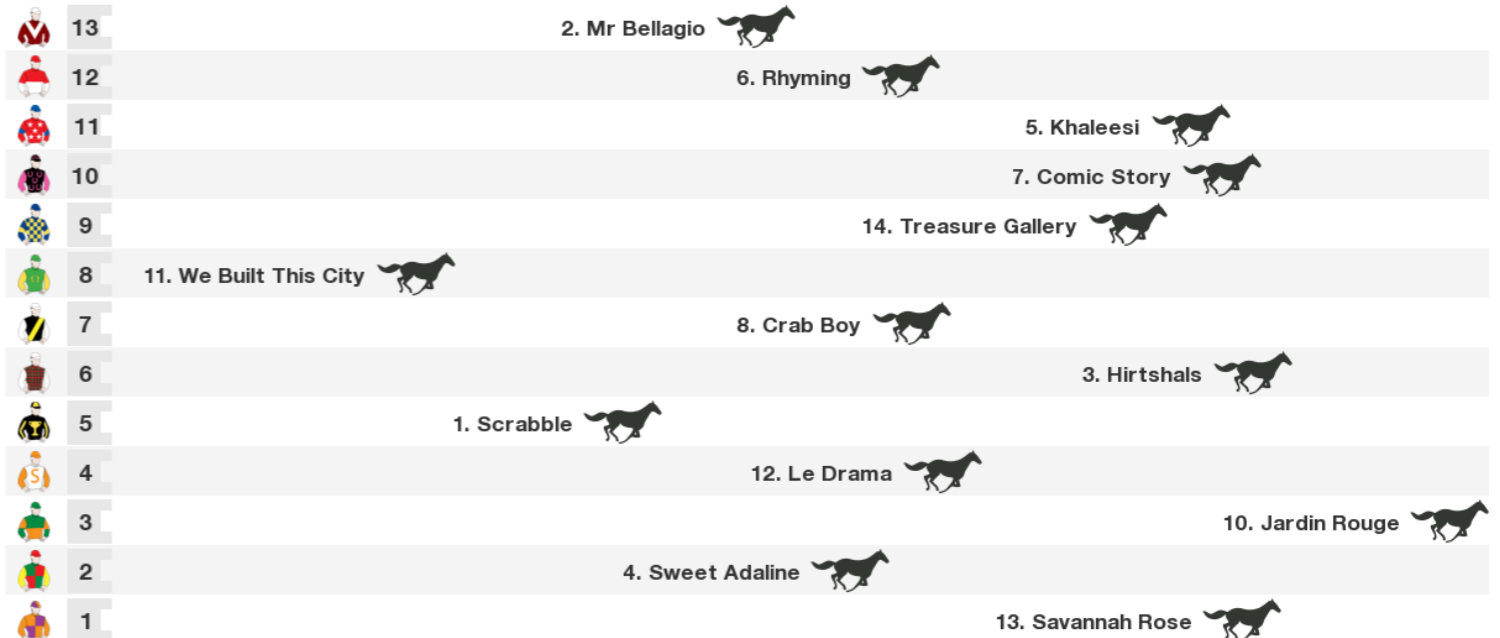 13 2. Mr Bellagio
12 6. Rhyming
11 5. Khaleesi
10 7. Comic Story
9 14. Treasure Gallery
8 11. We Built This City
7 8. Crab Boy
6 3. Hirtshals
5 1. Scrabble
4 S 12. Le Drama
3 10. Jardin Rouge
2 4. Sweet Adaline
1 13. Savannah Rose